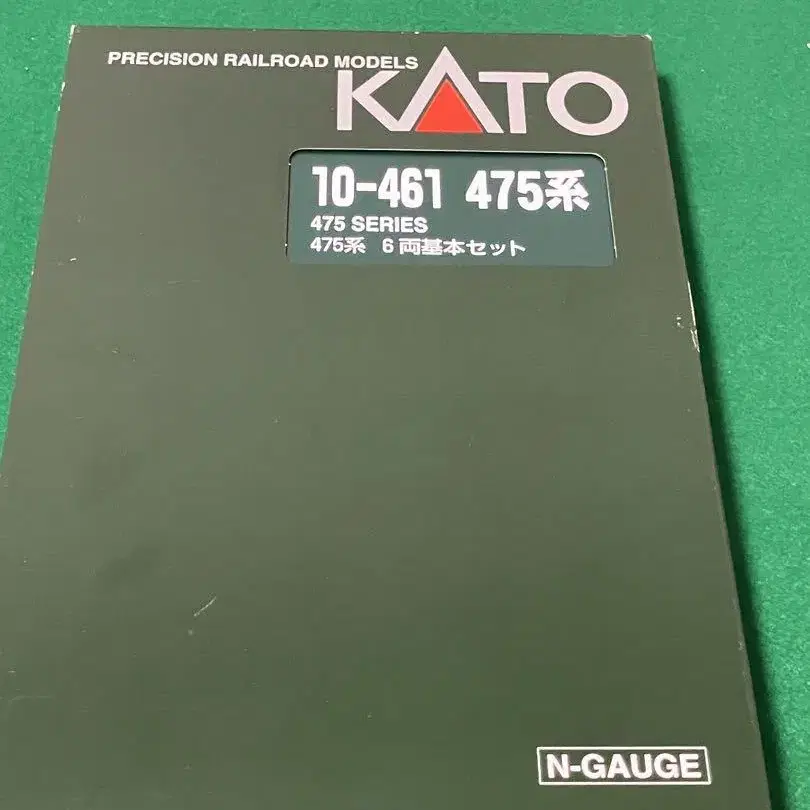 PRECISION RAILROAD MODELS
KATO
10-461 475系
475 SERIES
475系 6両基本セット
N-GAUGE